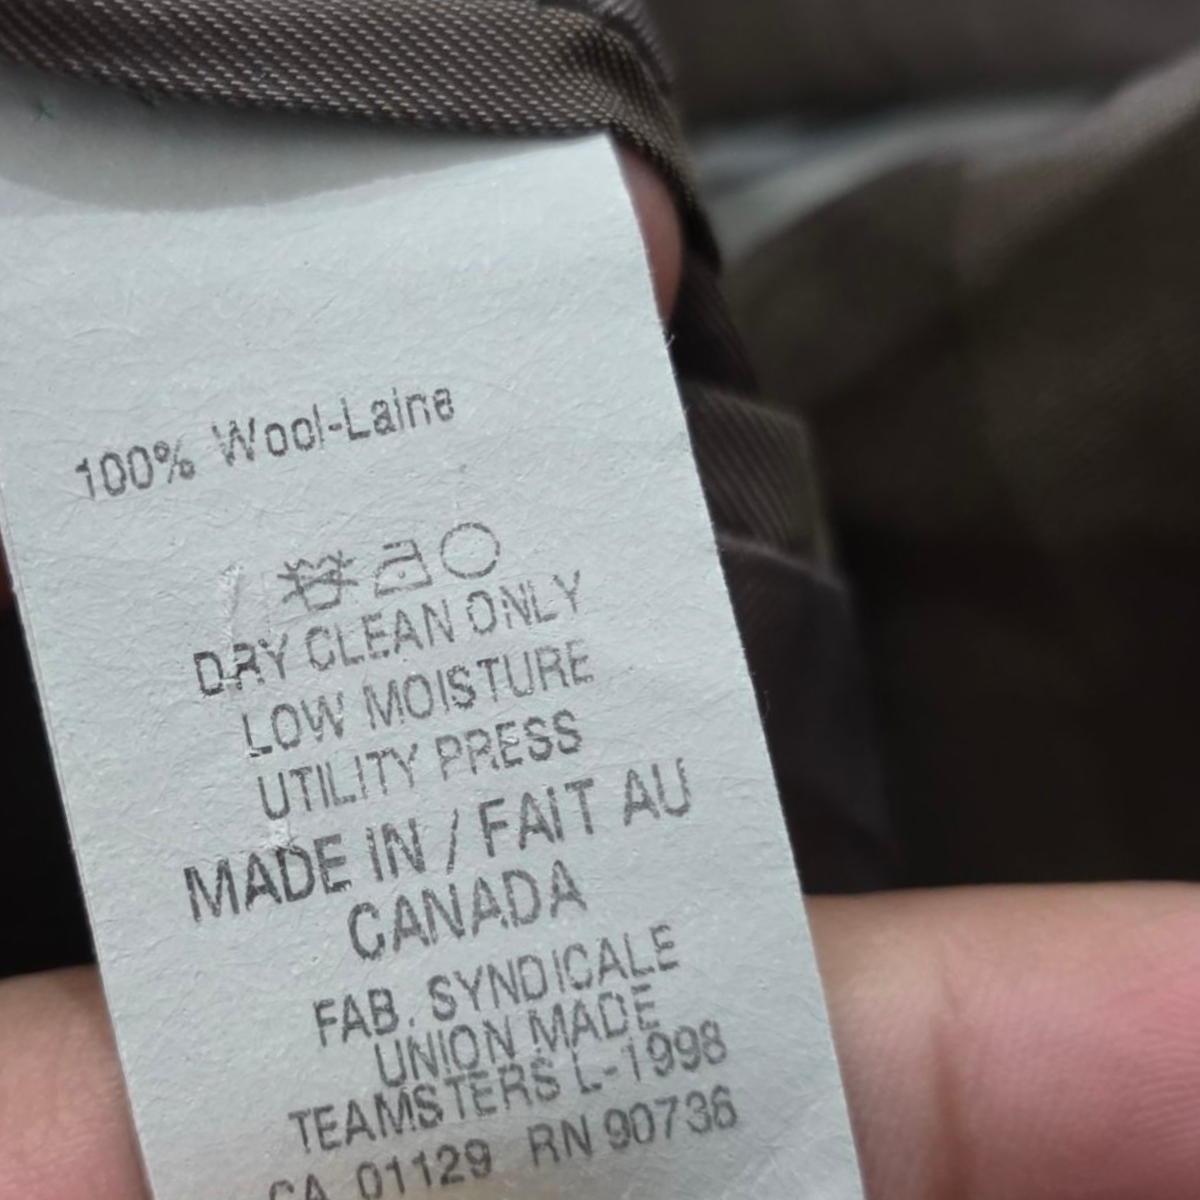 100% Wool-Laine
DRY CLEAN ONLY
LOW MOISTURE
UTILITY PRESS
MADE IN / FAIT AU
CANADA
FAB. SYNDICALE
UNION MADE
TEAMSTERS L-1998
CA 01129 RN 90736